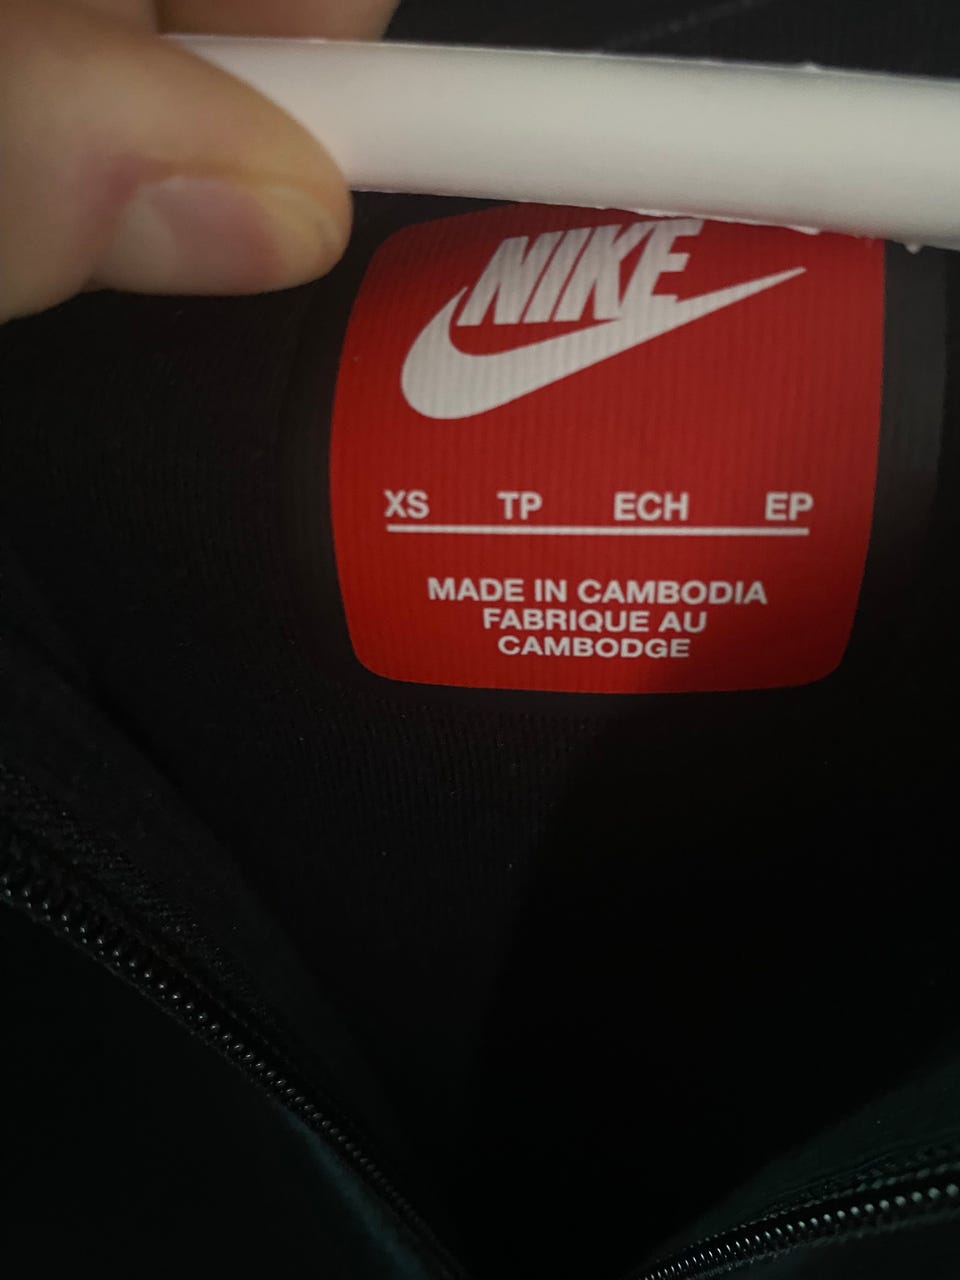 NIKE
XS TP ECH EP
MADE IN CAMBODIA
FABRIQUE AU
CAMBODGE